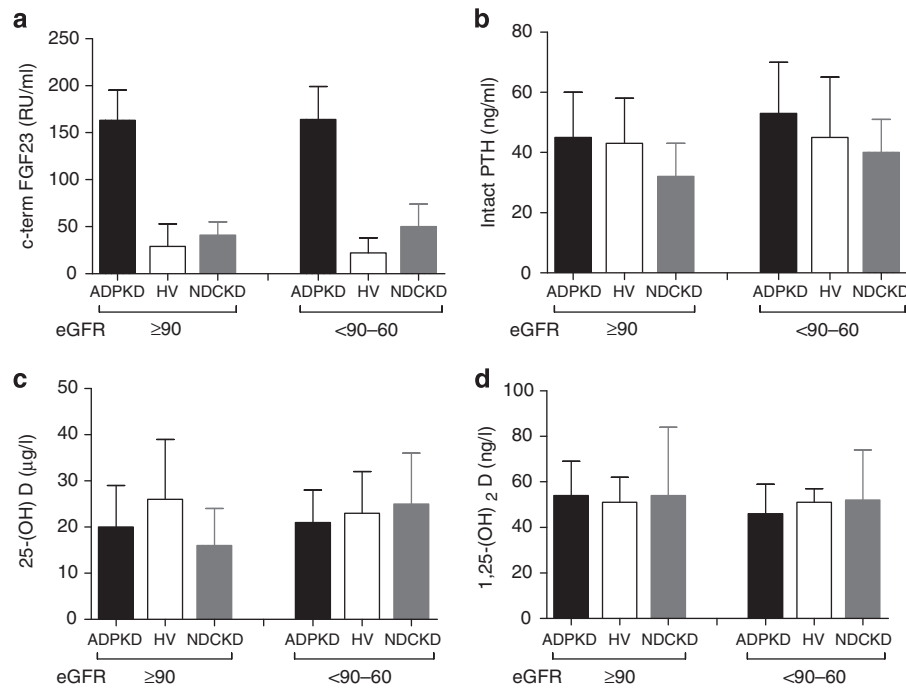 a
c-term FGF23 (RU/ml)
250
200
150
100
50
0
ADPKD HV NDCKD ADPKD HV NDCKD
eGFR ≥90 <90–60
b
Intact PTH (ng/ml)
80
60
40
20
0
ADPKD HV NDCKD ADPKD HV NDCKD
eGFR ≥90 <90–60
c
25-(OH) D (μg/l)
50
40
30
20
10
0
ADPKD HV NDCKD ADPKD HV NDCKD
eGFR ≥90 <90–60
d
1,25-(OH) 2 D (ng/l)
100
80
60
40
20
0
ADPKD HV NDCKD ADPKD HV NDCKD
eGFR ≥90 <90–60